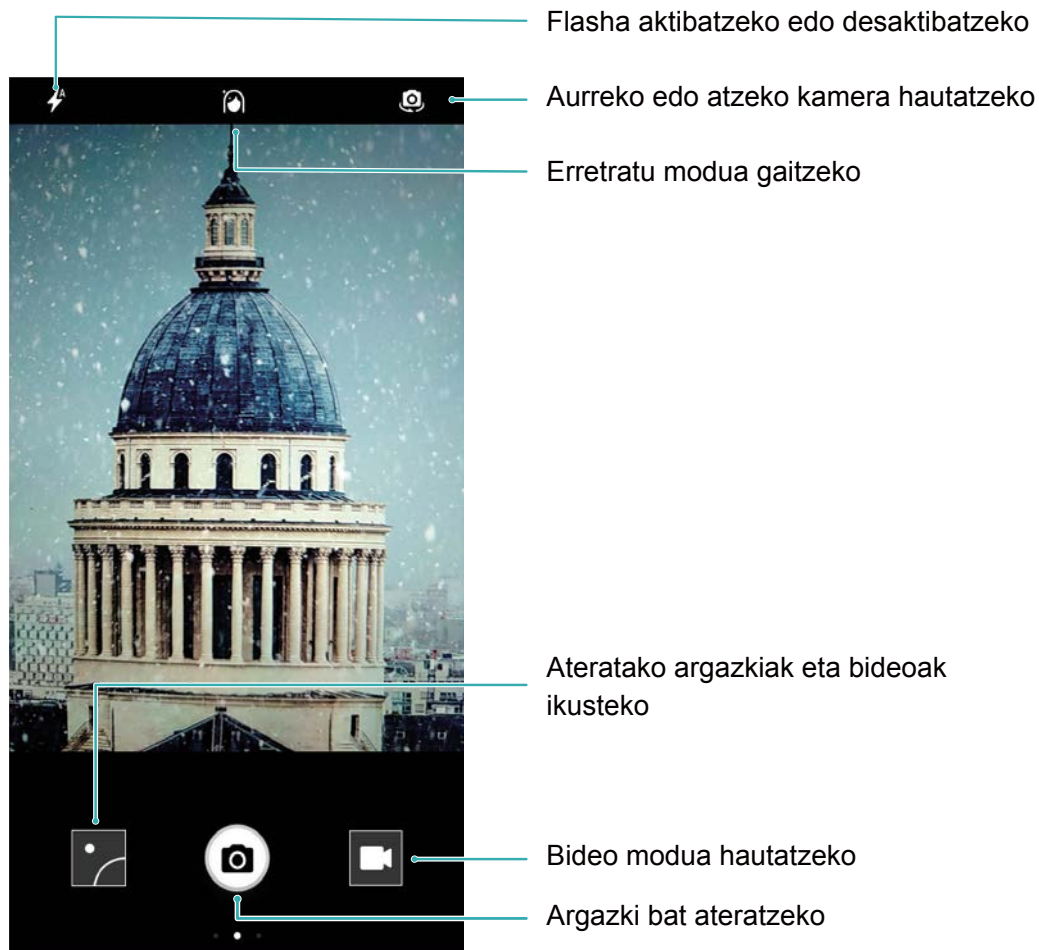 Flasha aktibatzeko edo desaktibatzeko
Aurreko edo atzeko kamera hautatzeko
Erretratu modua gaitzeko
Ateratako argazkiak eta bideoak
ikusteko
Bideo modua hautatzeko
Argazki bat ateratzeko